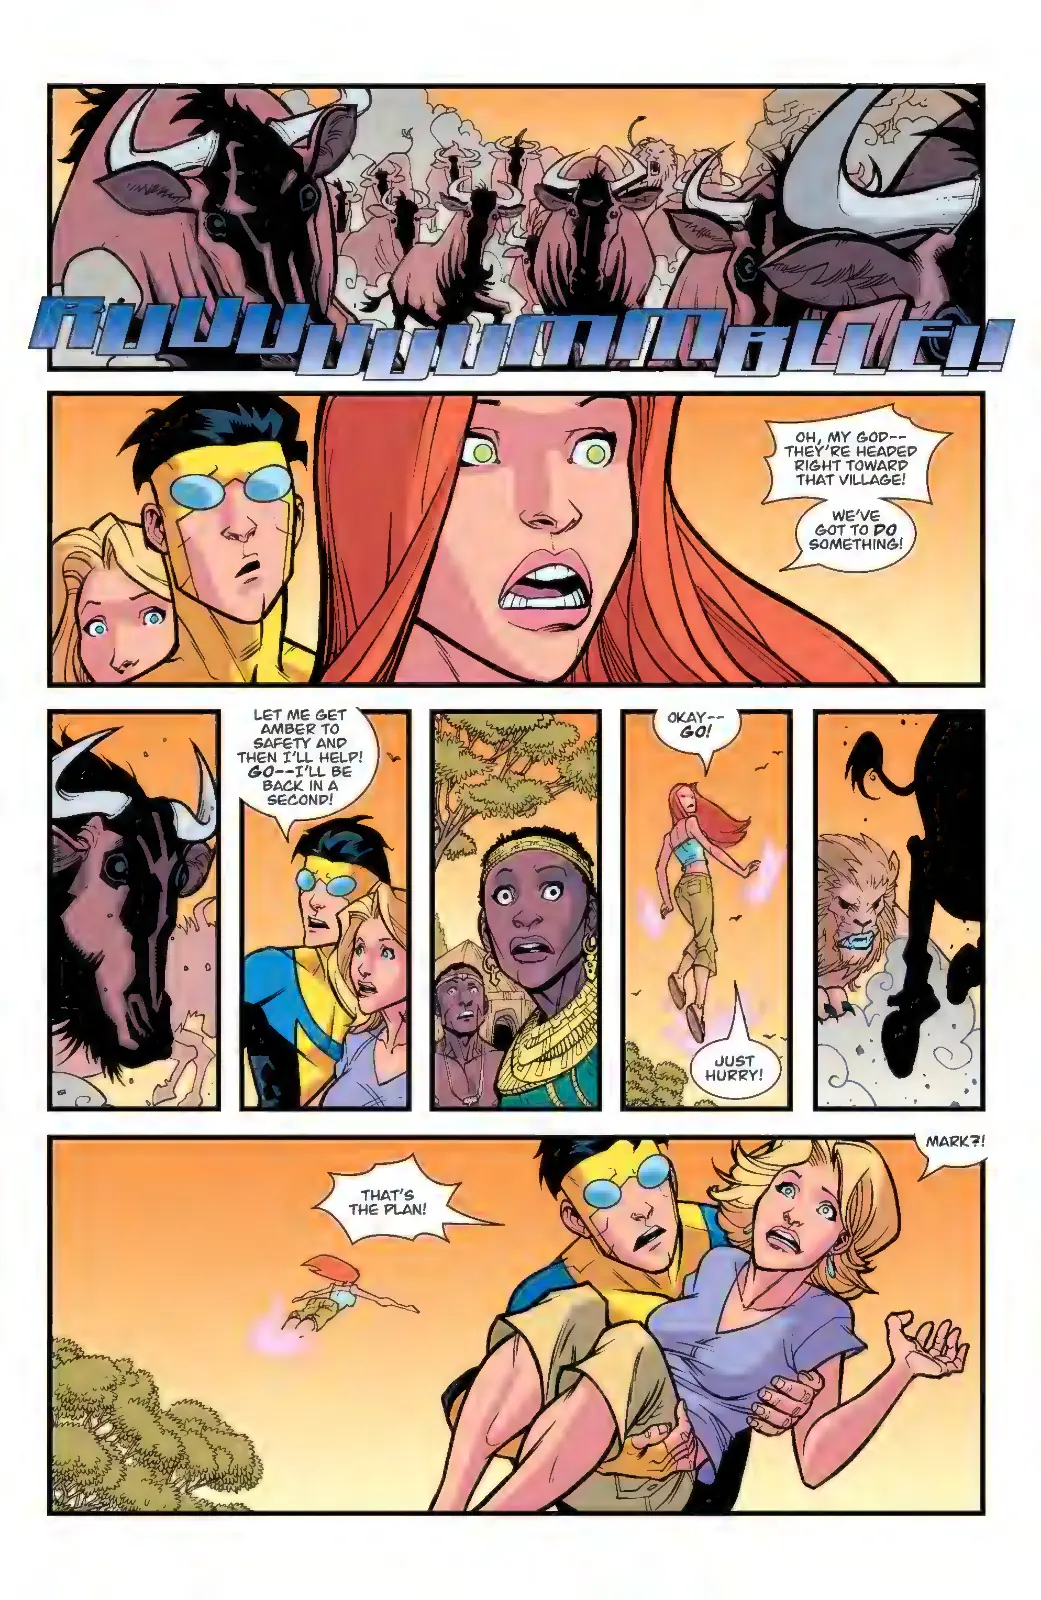 RUUUUUUUMMMBLLE!!
OH, MY GOD--
THEY'RE HEADED
RIGHT TOWARD
THAT VILLAGE!
WE'VE
GOT TO DO
SOMETHING!
LET ME GET
AMBER TO
SAFETY AND
THEN I'LL HELP!
GO--I'LL BE
BACK IN A
SECOND!
OKAY--
GO!
JUST
HURRY!
THAT'S
THE PLAN!
MARK?!